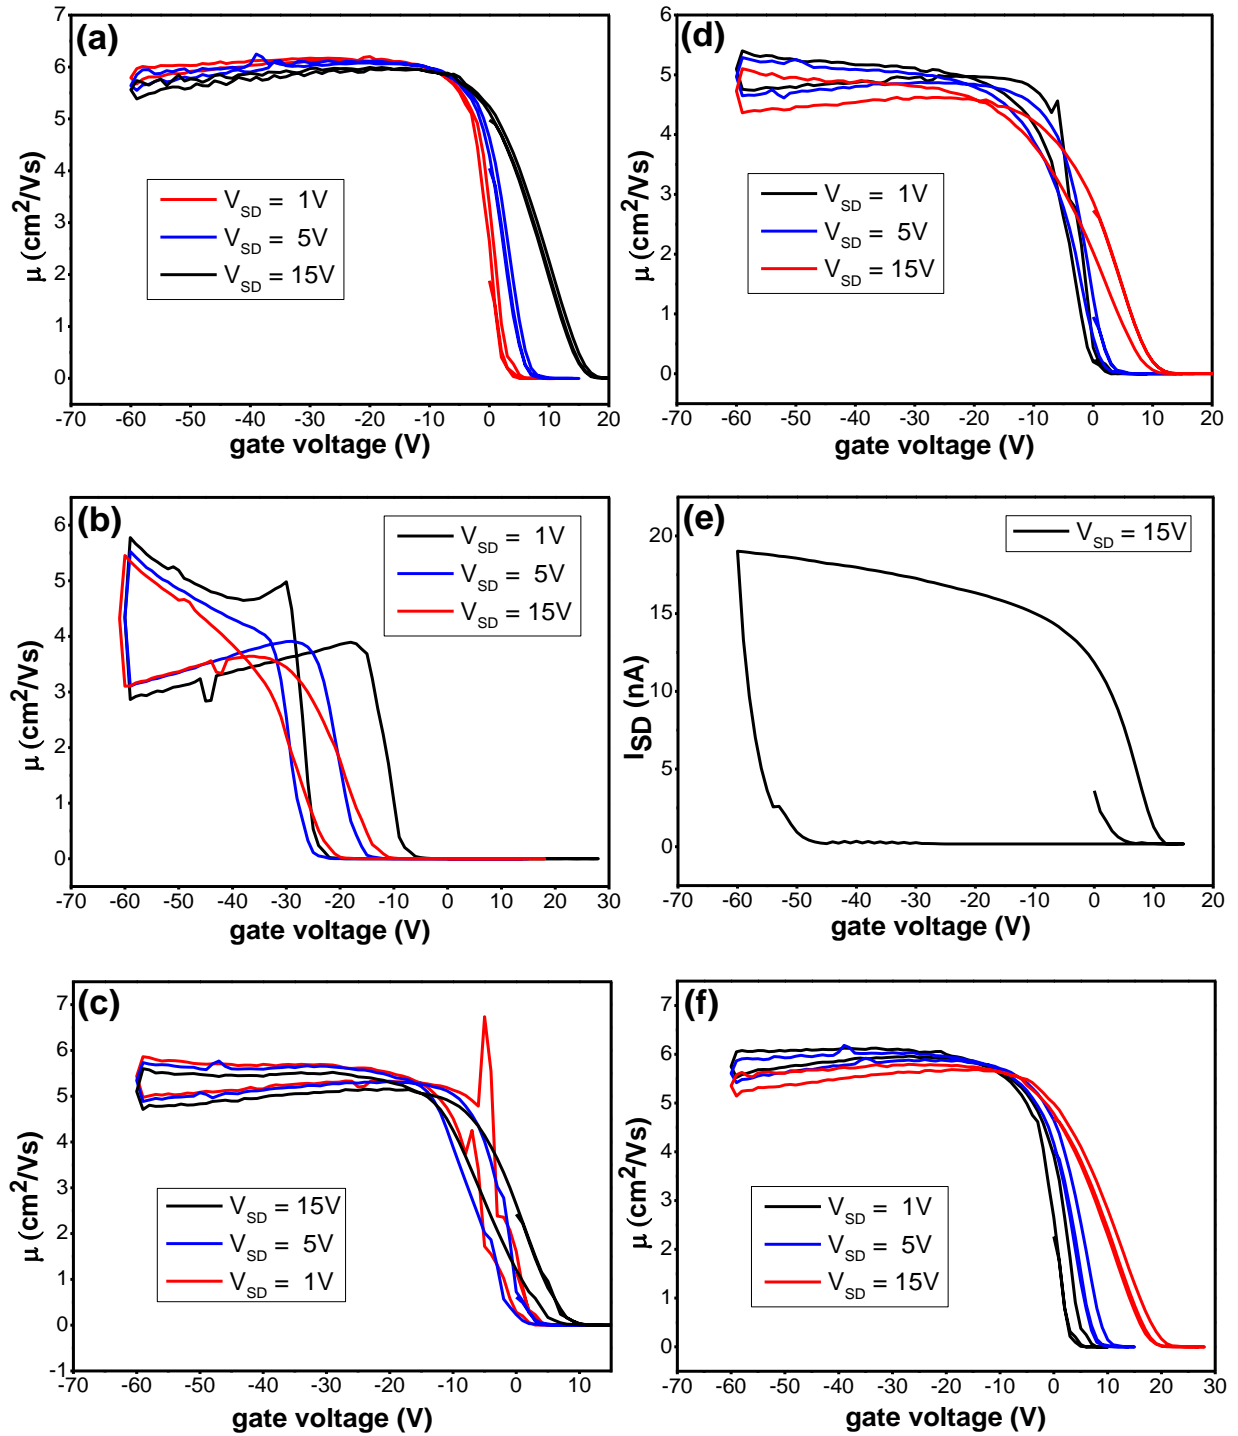 (a)
7
6
5
4
3
2
1
0
μ (cm²/Vs)
V_SD = 1V
V_SD = 5V
V_SD = 15V
-70 -60 -50 -40 -30 -20 -10 0 10 20
gate voltage (V)
(d)
6
5
4
3
2
1
0
μ (cm²/Vs)
V_SD = 1V
V_SD = 5V
V_SD = 15V
-70 -60 -50 -40 -30 -20 -10 0 10 20
gate voltage (V)
(b)
6
5
4
3
2
1
0
μ (cm²/Vs)
V_SD = 1V
V_SD = 5V
V_SD = 15V
-70 -60 -50 -40 -30 -20 -10 0 10 20 30
gate voltage (V)
(e)
20
15
10
5
0
I_SD (nA)
V_SD = 15V
-70 -60 -50 -40 -30 -20 -10 0 10 20
gate voltage (V)
(c)
7
6
5
4
3
2
1
0
-1
μ (cm²/Vs)
V_SD = 15V
V_SD = 5V
V_SD = 1V
-70 -60 -50 -40 -30 -20 -10 0 10
gate voltage (V)
(f)
7
6
5
4
3
2
1
0
μ (cm²/Vs)
V_SD = 1V
V_SD = 5V
V_SD = 15V
-70 -60 -50 -40 -30 -20 -10 0 10 20 30
gate voltage (V)